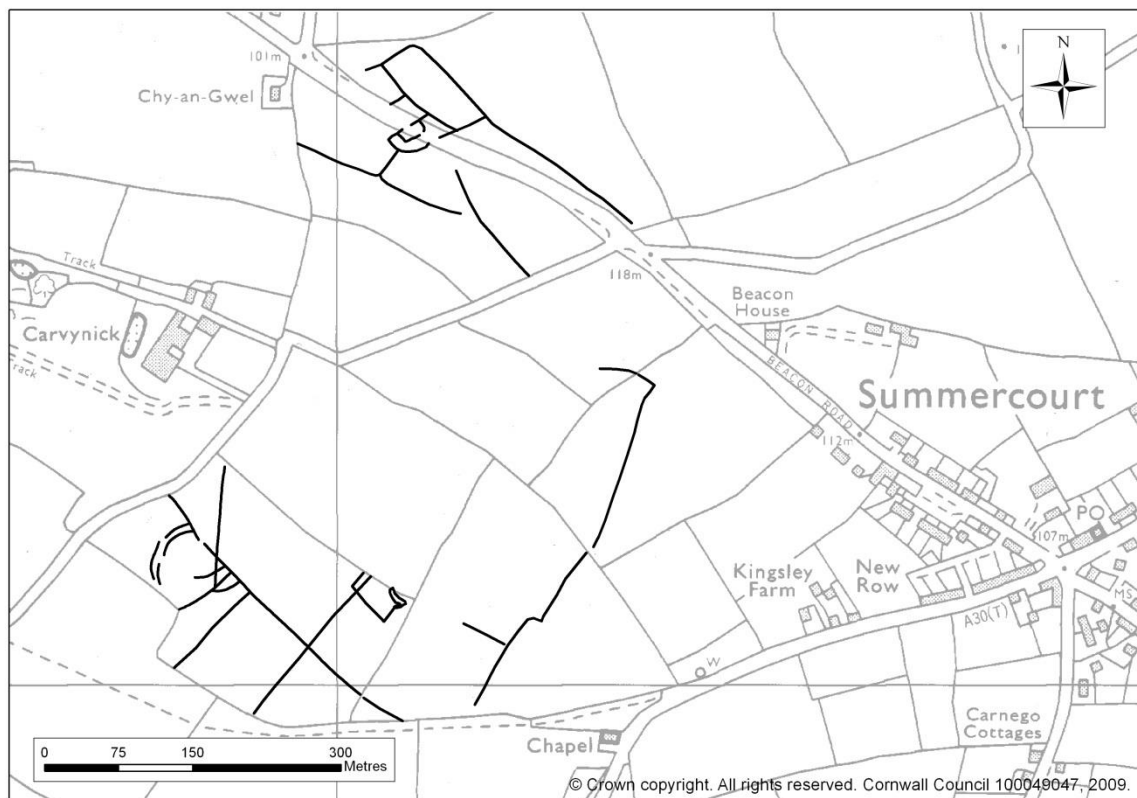 N
101m
Chy-an-Gwel
Track
118m
Beacon
House
Carvynick
Track
BEACON ROAD
Summercourt
112m
PO
107m
Kingsley
Farm
New
Row
MS
A30(T)
W
Chapel
Carnego
Cottages
0 75 150 300
Metres
© Crown copyright. All rights reserved. Cornwall Council 100049047, 2009.